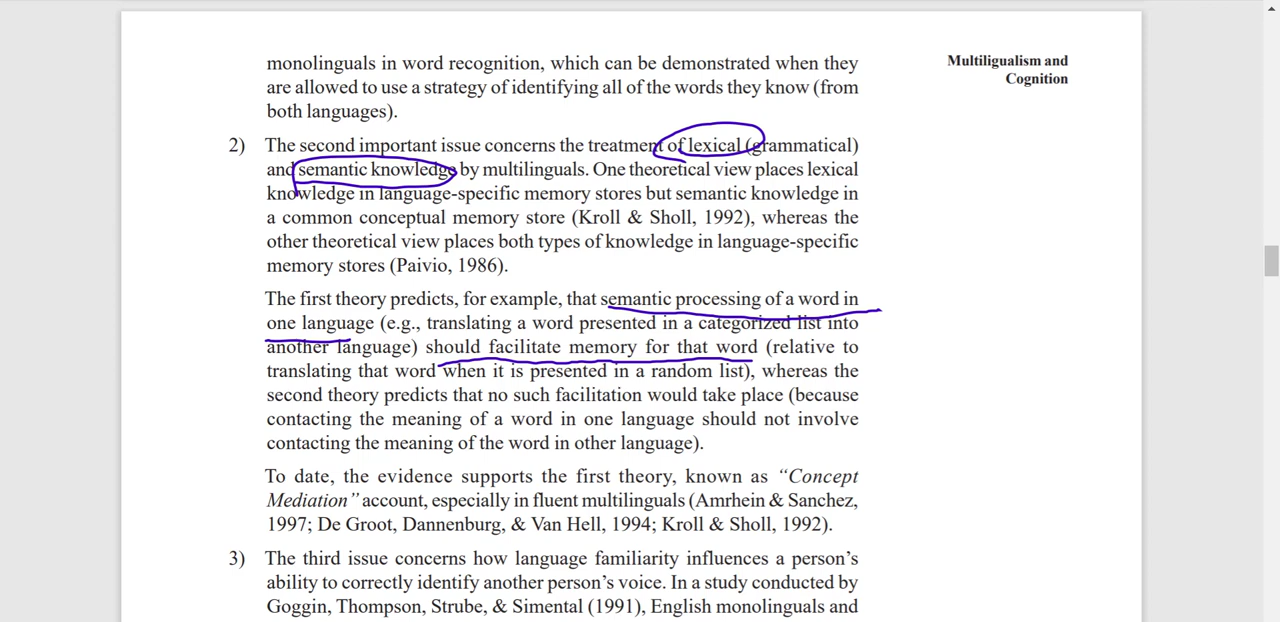 monolinguals in word recognition, which can be demonstrated when they
Multiligualism and
Cognition
are allowed to use a strategy of identifying all of the words they know (from
both languages).
2) The second important issue concerns the treatment of lexical (grammatical)
and semantic knowledge by multilinguals. One theoretical view places lexical
knowledge in language-specific memory stores but semantic knowledge in
a common conceptual memory store (Kroll & Sholl, 1992), whereas the
other theoretical view places both types of knowledge in language-specific
memory stores (Paivio, 1986).
The first theory predicts, for example, that semantic processing of a word in
one language (e.g., translating a word presented in a categorized list into
another language) should facilitate memory for that word (relative to
translating that word when it is presented in a random list), whereas the
second theory predicts that no such facilitation would take place (because
contacting the meaning of a word in one language should not involve
contacting the meaning of the word in other language).
To date, the evidence supports the first theory, known as “Concept
Mediation” account, especially in fluent multilinguals (Amrhein & Sanchez,
1997; De Groot, Dannenburg, & Van Hell, 1994; Kroll & Sholl, 1992).
3) The third issue concerns how language familiarity influences a person’s
ability to correctly identify another person’s voice. In a study conducted by
Goggin, Thompson, Strube, & Simental (1991), English monolinguals and